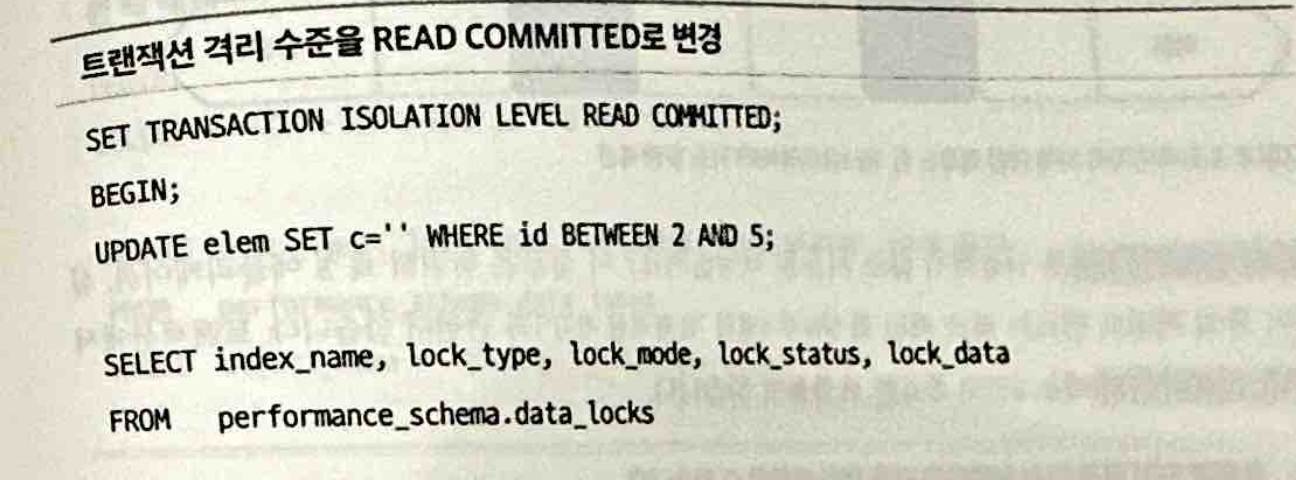 트랜잭션 격리 수준을 READ COMMITTED로 변경
SET TRANSACTION ISOLATION LEVEL READ COMMITTED;
BEGIN;
UPDATE elem SET c='' WHERE id BETWEEN 2 AND 5;
SELECT index_name, lock_type, lock_mode, lock_status, lock_data
FROM performance_schema.data_locks